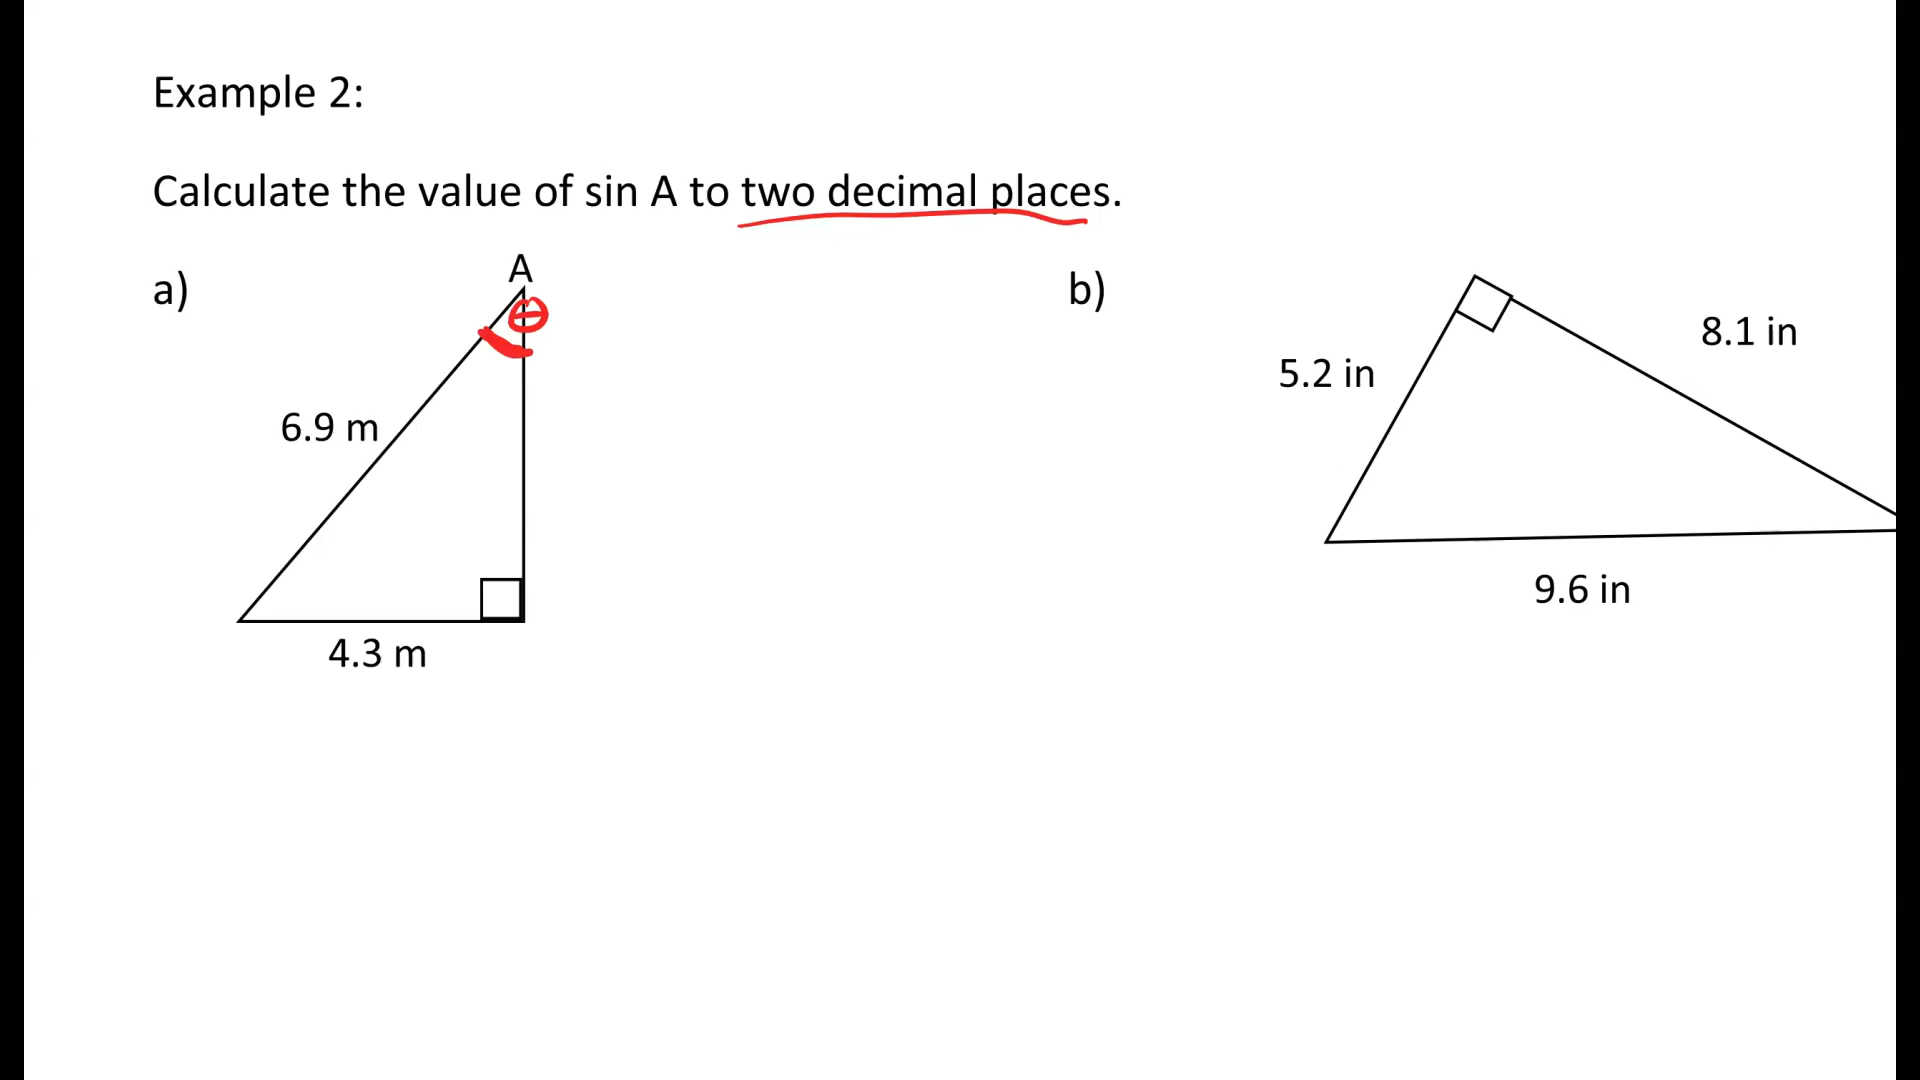 Example 2:
Calculate the value of sin A to two decimal places.
a)
A
θ
6.9 m
4.3 m
b)
5.2 in
8.1 in
9.6 in